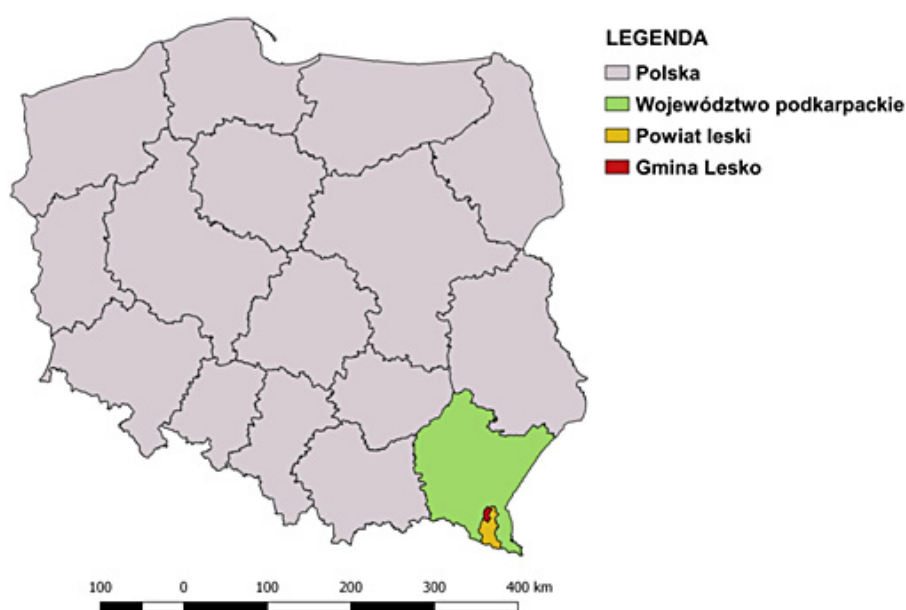 LEGENDA
Polska
Województwo podkarpackie
Powiat leski
Gmina Lesko
100 0 100 200 300 400 km